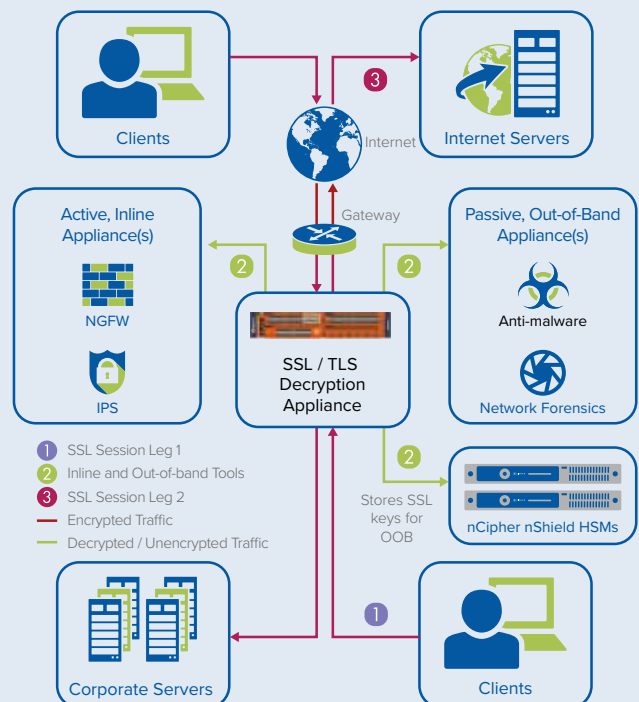 Clients
3
Internet Servers
Internet
Gateway
Active, Inline
Appliance(s)
NGFW
IPS
2
2
Passive, Out-of-Band
Appliance(s)
Anti-malware
Network Forensics
SSL / TLS
Decryption
Appliance
1 SSL Session Leg 1
2 Inline and Out-of-band Tools
3 SSL Session Leg 2
Encrypted Traffic
Decrypted / Unencrypted Traffic
2
Stores SSL
keys for
OOB
nCipher nShield HSMs
1
Corporate Servers
Clients